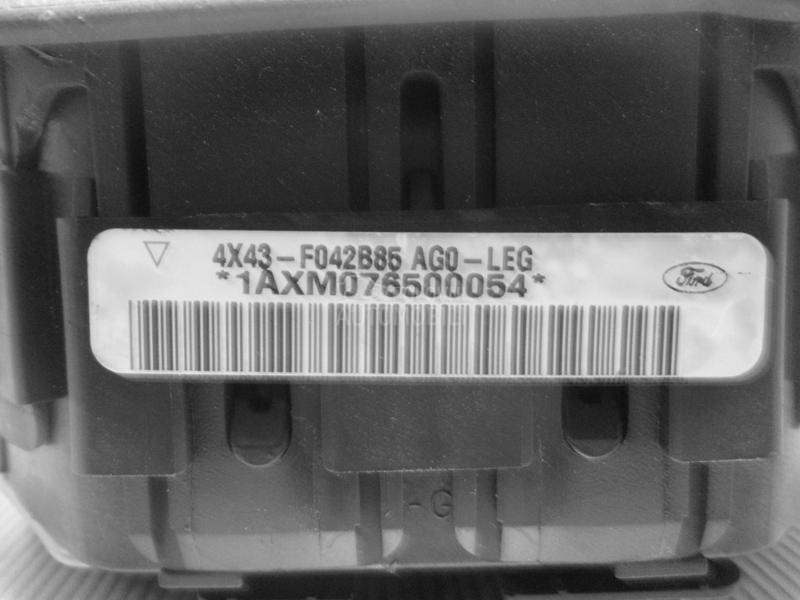 4X43-F042B85 AG0-LEG
*1AXM076500054*
Ford
-G